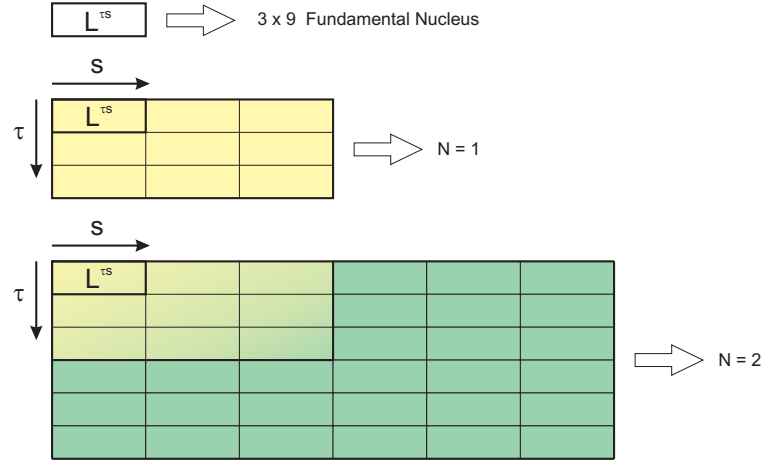 L^τs 3 x 9 Fundamental Nucleus
s
τ L^τs
N = 1
s
τ L^τs
N = 2